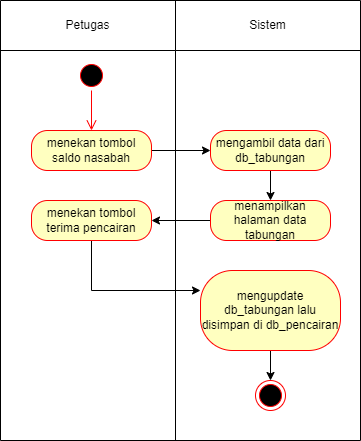 Petugas
Sistem
menekan tombol
saldo nasabah
mengambil data dari
db_tabungan
menampilkan
halaman data
tabungan
menekan tombol
terima pencairan
mengupdate
db_tabungan lalu
disimpan di db_pencairan